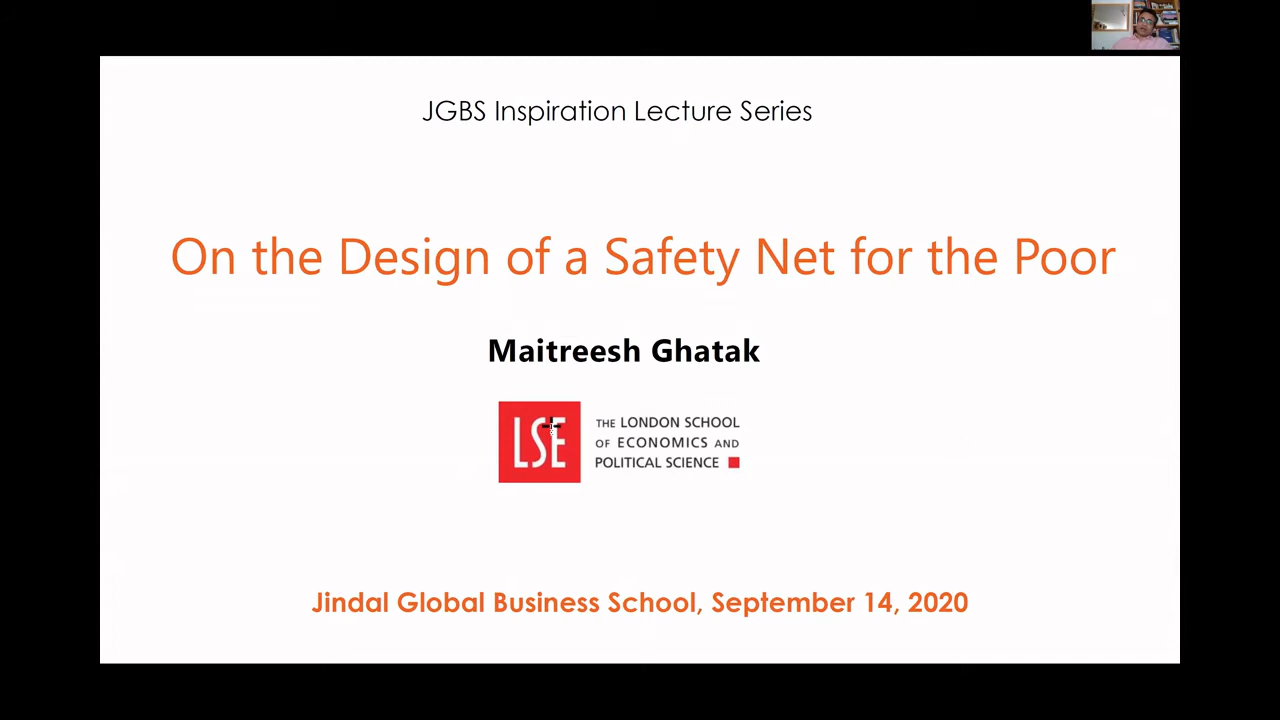 JGBS Inspiration Lecture Series
On the Design of a Safety Net for the Poor
Maitreesh Ghatak
LSE
THE LONDON SCHOOL
OF ECONOMICS AND
POLITICAL SCIENCE
Jindal Global Business School, September 14, 2020